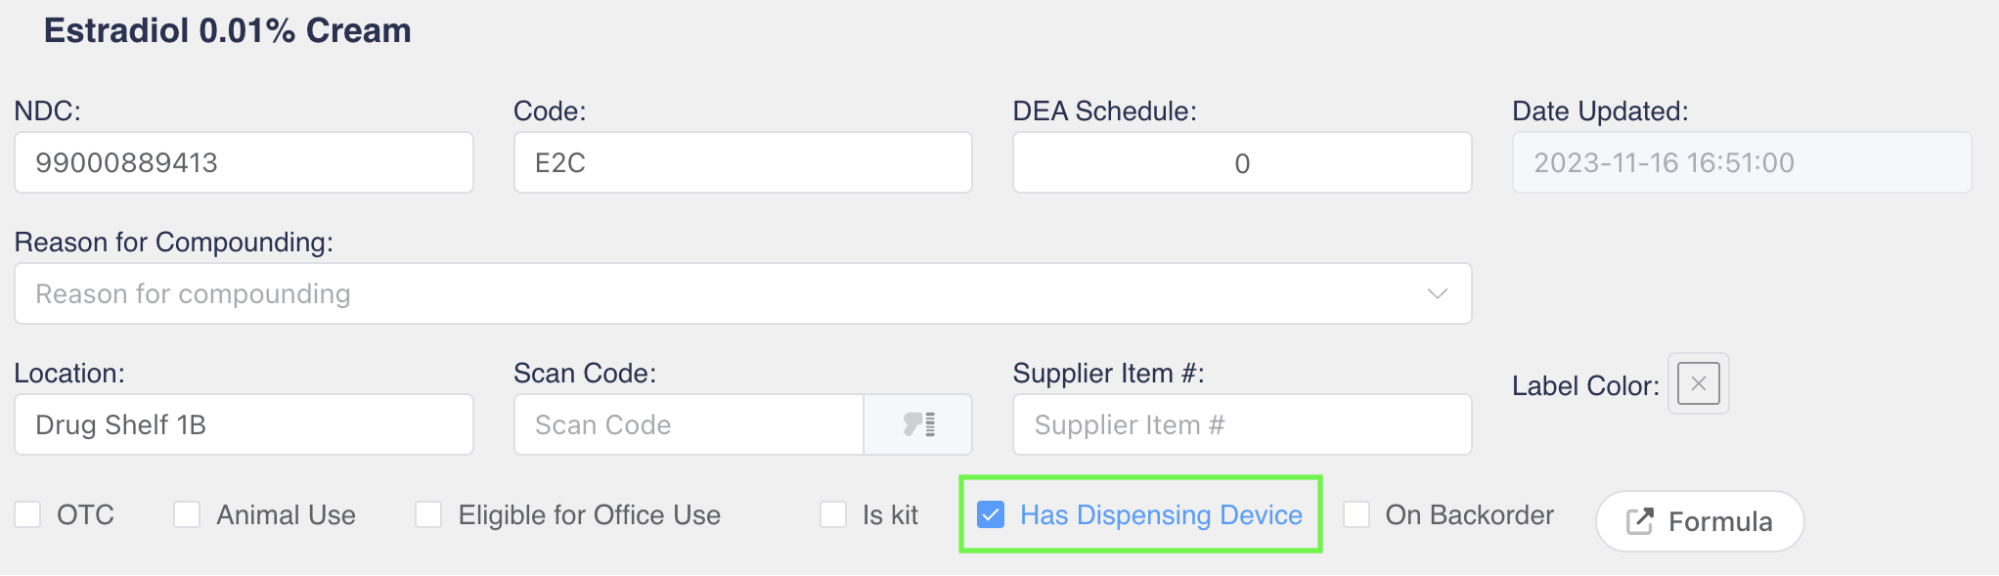 Estradiol 0.01% Cream
NDC: Code: DEA Schedule: Date Updated:
99000889413 E2C 0 2023-11-16 16:51:00
Reason for Compounding:
Reason for compounding
Location: Scan Code: Supplier Item #: Label Color:
Drug Shelf 1B Scan Code Supplier Item #
OTC Animal Use Eligible for Office Use Is kit Has Dispensing Device On Backorder Formula